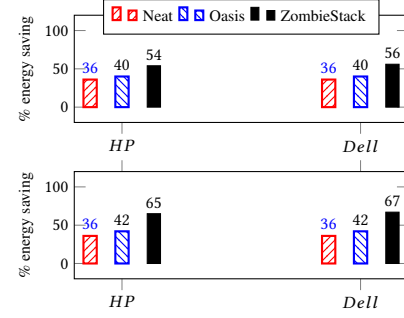 Neat Oasis ZombieStack
% energy saving
100
50
0
36 40 54
36 40 56
HP Dell
% energy saving
100
50
0
36 42 65
36 42 67
HP Dell